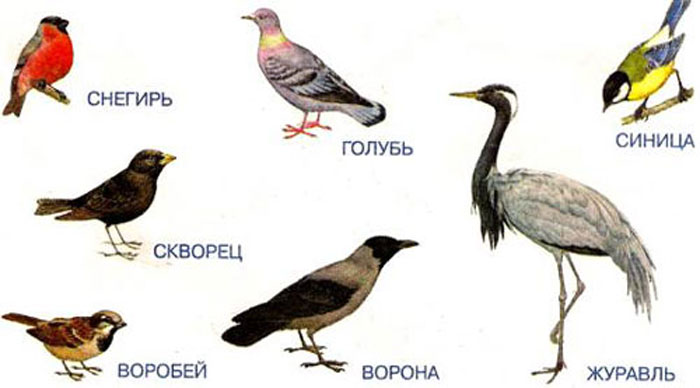 СНЕГИРЬ
ГОЛУБЬ
СИНИЦА
СКВОРЕЦ
ВОРОБЕЙ
ВОРОНА
ЖУРАВЛЬ